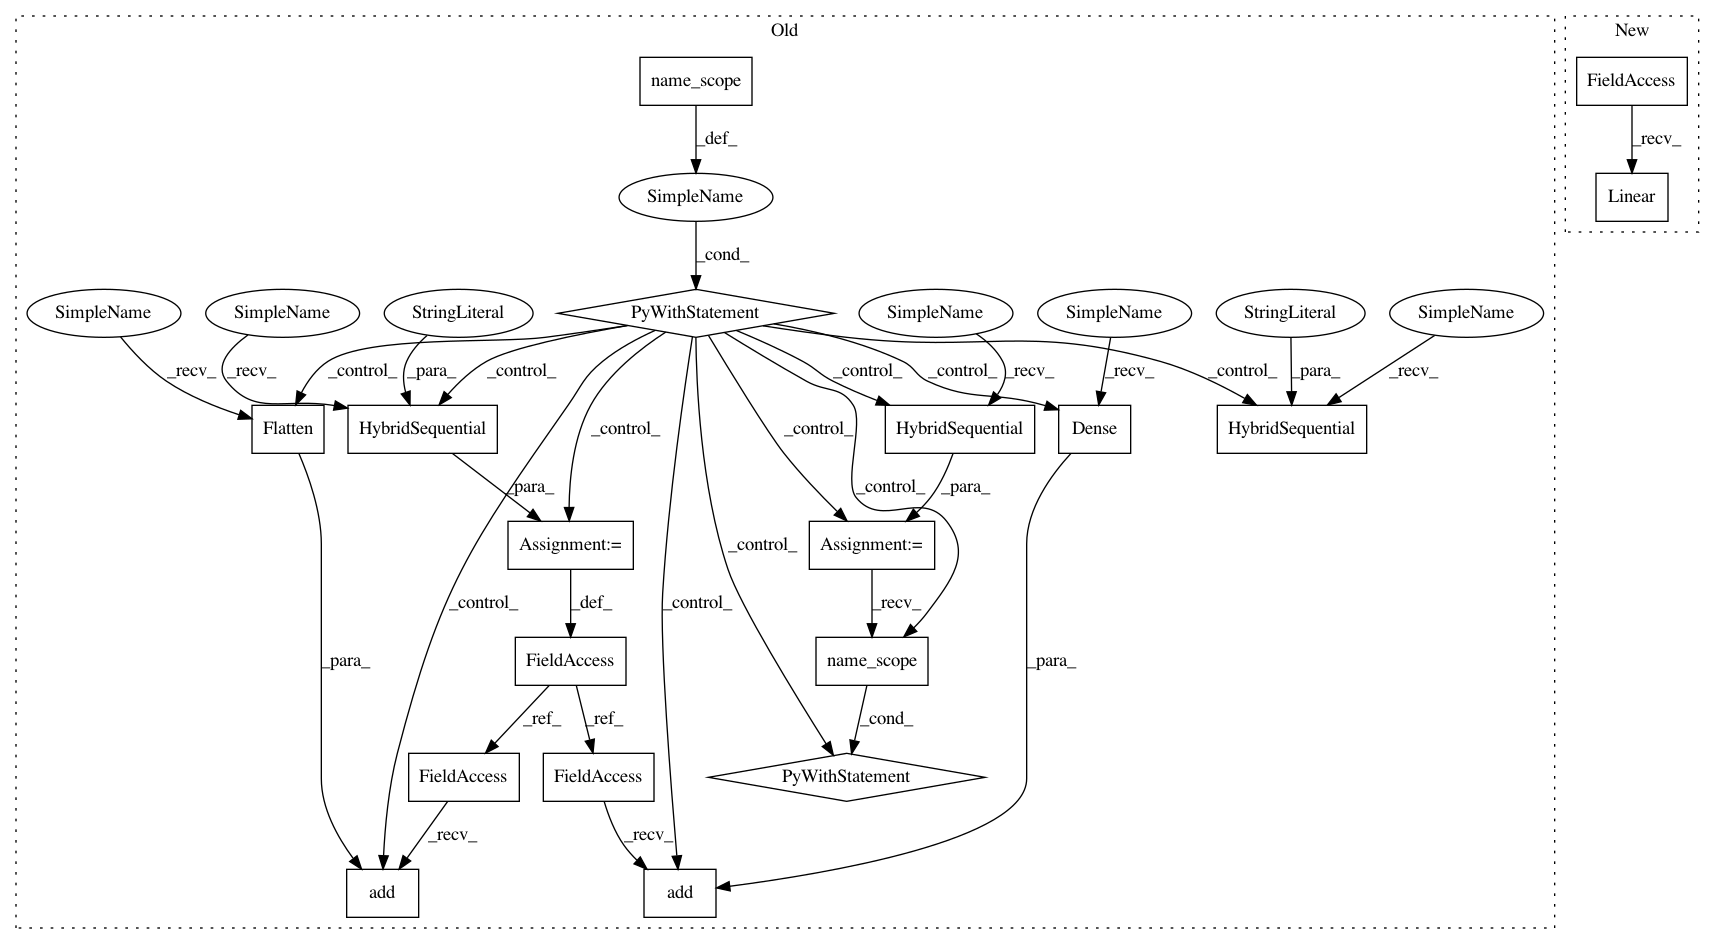 Old
New
name_scope
FieldAccess
_def_
_recv_
SimpleName
Linear
_cond_
SimpleName
SimpleName
StringLiteral
PyWithStatement
SimpleName
SimpleName
StringLiteral
SimpleName
_recv_
_recv_
_para_
_control_
_control_
_control_
_recv_
_control_
_recv_
_control_
_para_
_recv_
Flatten
HybridSequential
_control_
_control_
HybridSequential
Dense
HybridSequential
_para_
_control_
_para_
Assignment:=
_control_
Assignment:=
_control_
_def_
_control_
_recv_
_para_
FieldAccess
name_scope
_para_
_ref_
_ref_
_cond_
FieldAccess
FieldAccess
PyWithStatement
_recv_
_recv_
add
add